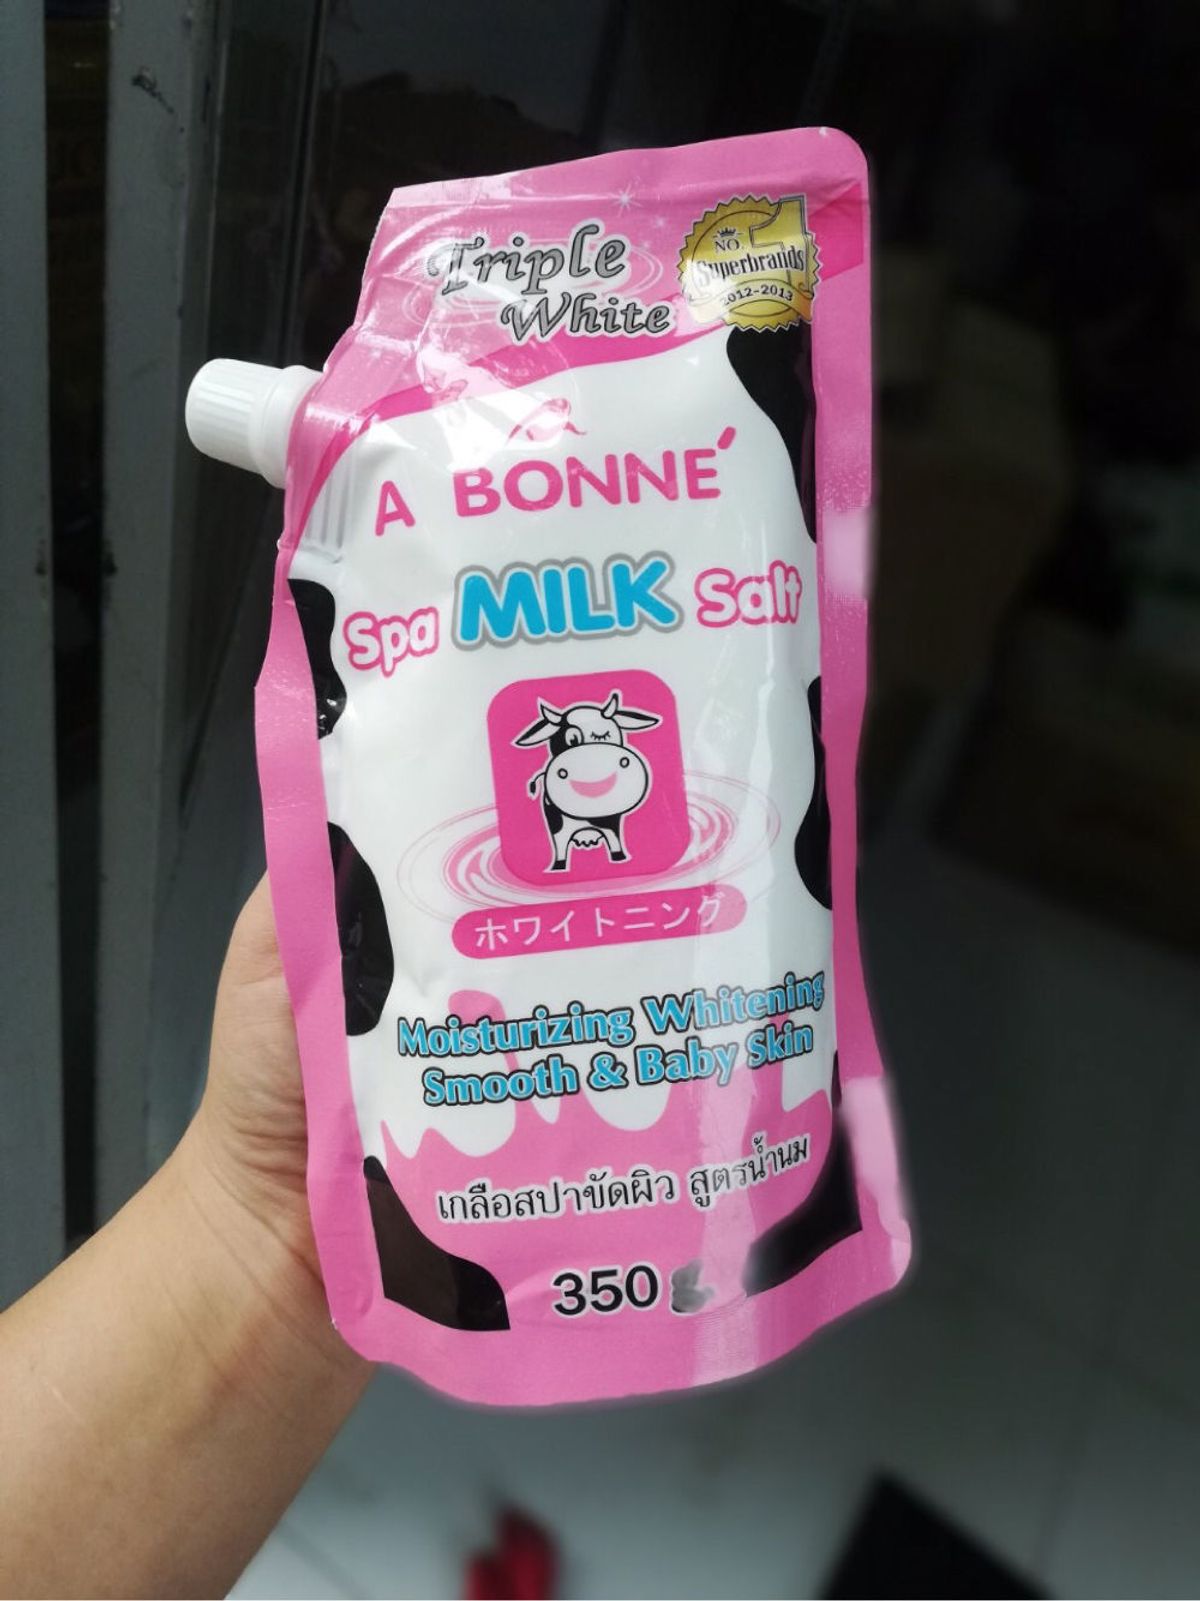 Triple
White
NO. 1
Superbrands
2012-2013
A BONNE'
Spa MILK Salt
ホワイトニング
Moisturizing Whitening
Smooth & Baby Skin
เกลือสปาขัดผิว สูตรน้ำนม
350